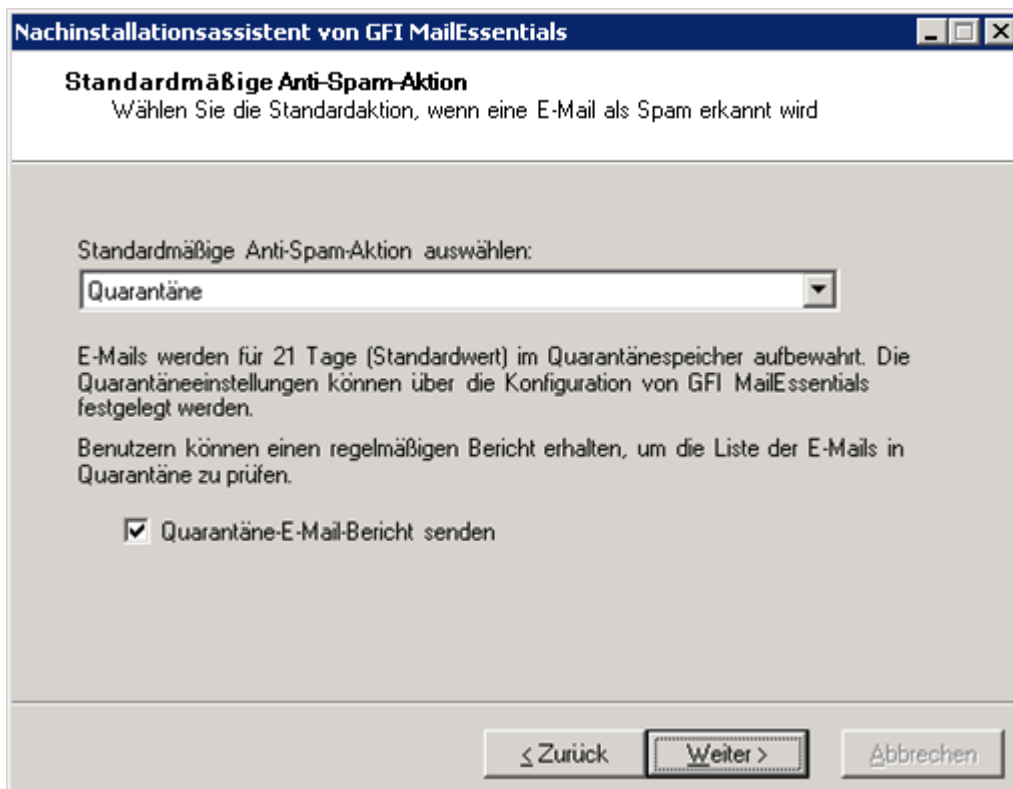 Nachinstallationsassistent von GFI MailEssentials
Standardmäßige Anti-Spam-Aktion
Wählen Sie die Standardaktion, wenn eine E-Mail als Spam erkannt wird
Standardmäßige Anti-Spam-Aktion auswählen:
Quarantäne
E-Mails werden für 21 Tage (Standardwert) im Quarantänespeicher aufbewahrt. Die
Quarantäneeinstellungen können über die Konfiguration von GFI MailEssentials
festgelegt werden.
Benutzern können einen regelmäßigen Bericht erhalten, um die Liste der E-Mails in
Quarantäne zu prüfen.
Quarantäne-E-Mail-Bericht senden
< Zurück
Weiter >
Abbrechen